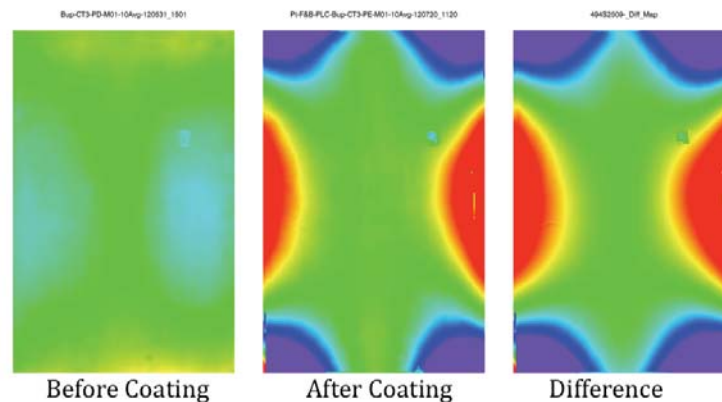 Bup-CT3-PD-M01-10Avg-120531_1501
PI-F&B-PLC-Bup-CT3-PE-M01-10Avg-120720_1120
494S2609-_Diff_Map
Before Coating
After Coating
Difference